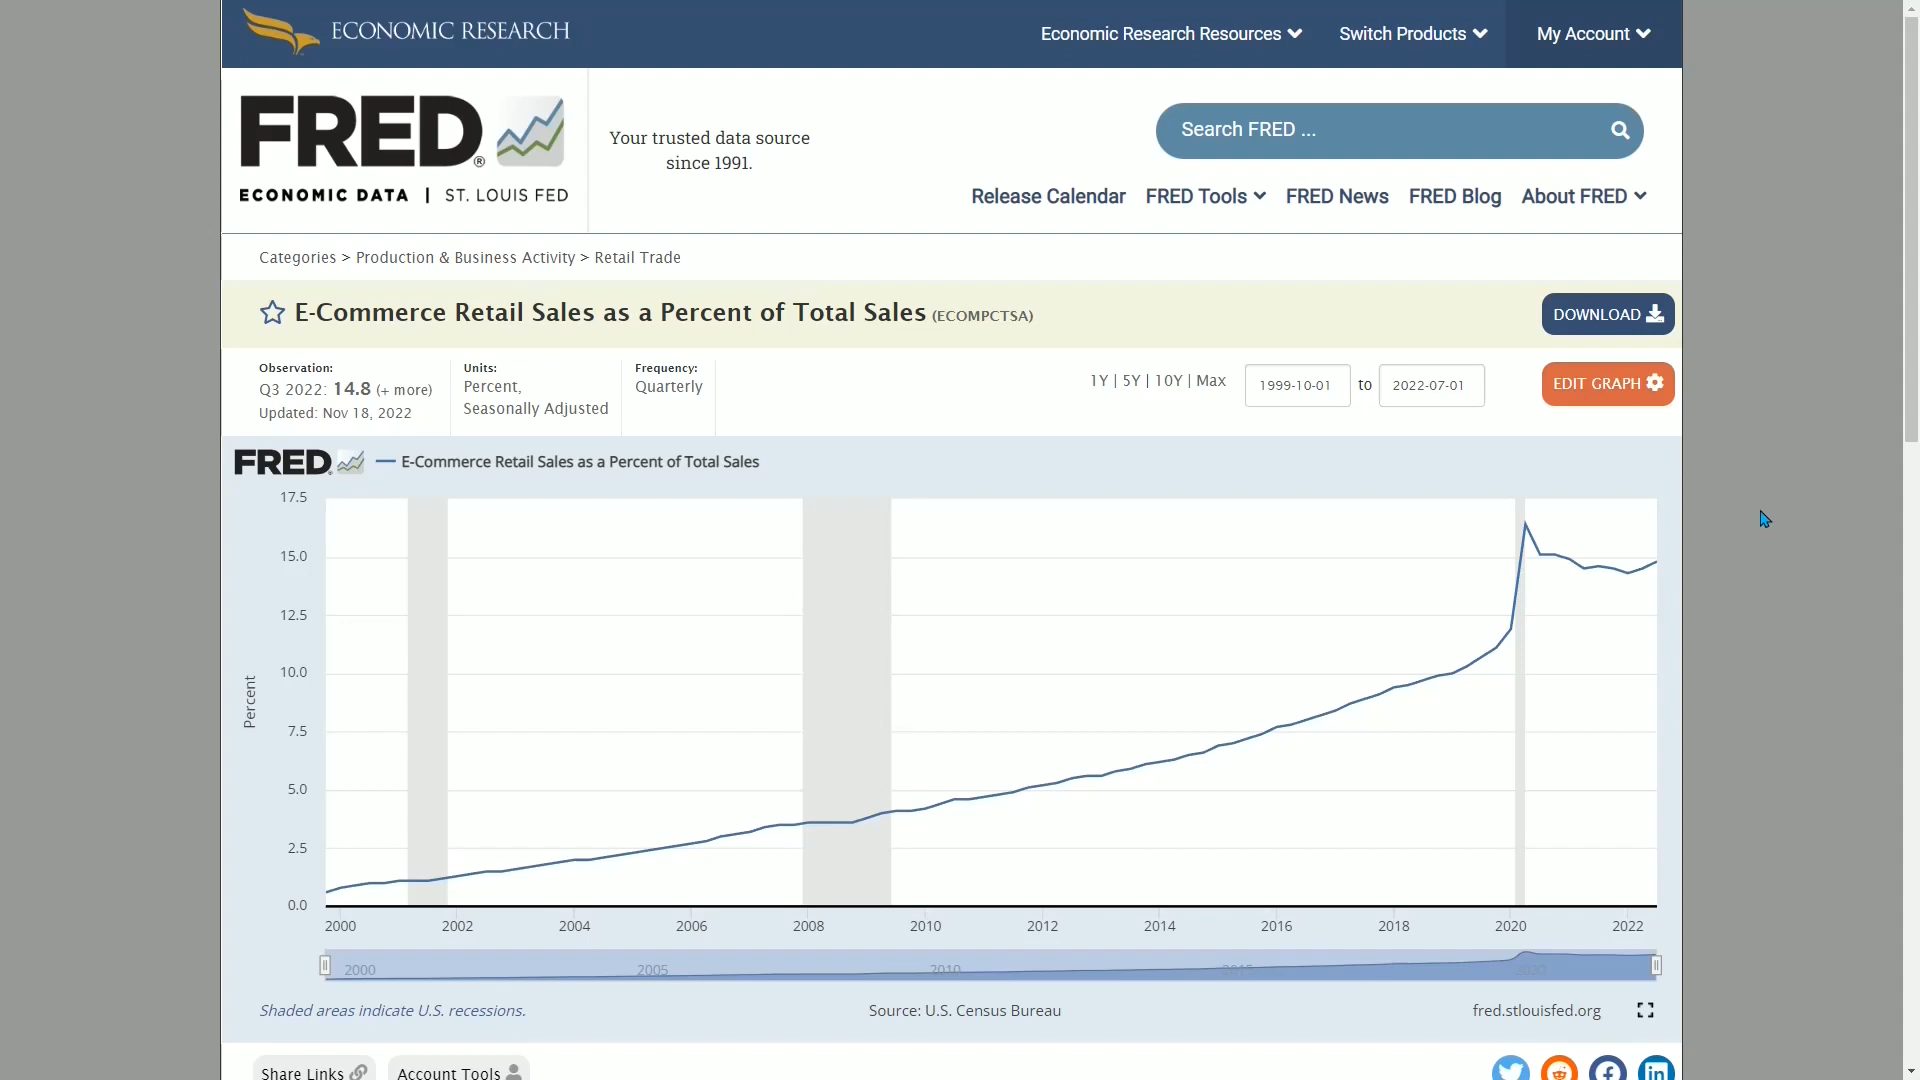 ECONOMIC RESEARCH
Economic Research Resources
Switch Products
My Account
FRED®
ECONOMIC DATA | ST. LOUIS FED
Your trusted data source
since 1991.
Search FRED ...
Release Calendar
FRED Tools
FRED News
FRED Blog
About FRED
Categories > Production & Business Activity > Retail Trade
E-Commerce Retail Sales as a Percent of Total Sales (ECOMPCTSA)
DOWNLOAD
Observation:
Q3 2022: 14.8 (+ more)
Updated: Nov 18, 2022
Units:
Percent,
Seasonally Adjusted
Frequency:
Quarterly
1Y | 5Y | 10Y | Max
1999-10-01 to 2022-07-01
EDIT GRAPH
FRED
E-Commerce Retail Sales as a Percent of Total Sales
17.5
15.0
12.5
10.0
7.5
5.0
2.5
0.0
Percent
2000 2002 2004 2006 2008 2010 2012 2014 2016 2018 2020 2022
2000 2005 2010 2015 2020
Shaded areas indicate U.S. recessions.
Source: U.S. Census Bureau
fred.stlouisfed.org
Share Links
Account Tools
in